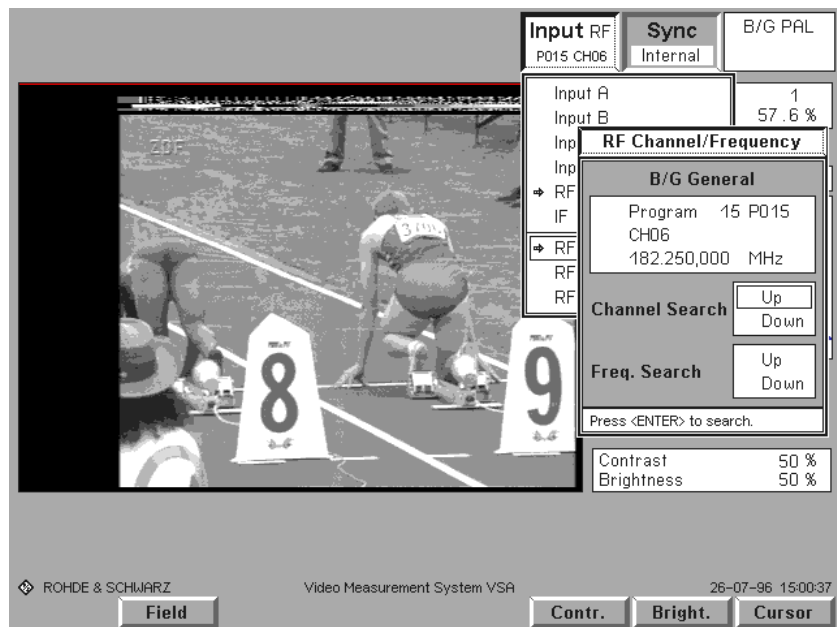 Input RF
P015 CH06
Sync
Internal
B/G PAL
Input A
Input B
Inp
Inp
RF
IF
RF
RF
RF
1
57.6 %
RF Channel/Frequency
B/G General
Program 15 P015
CH06
182.250,000 MHz
Channel Search
Up
Down
Freq. Search
Up
Down
Press <ENTER> to search.
Contrast 50 %
Brightness 50 %
ZDF
8
9
ROHDE & SCHWARZ
Video Measurement System VSA
26-07-96 15:00:37
Field
Contr.
Bright.
Cursor